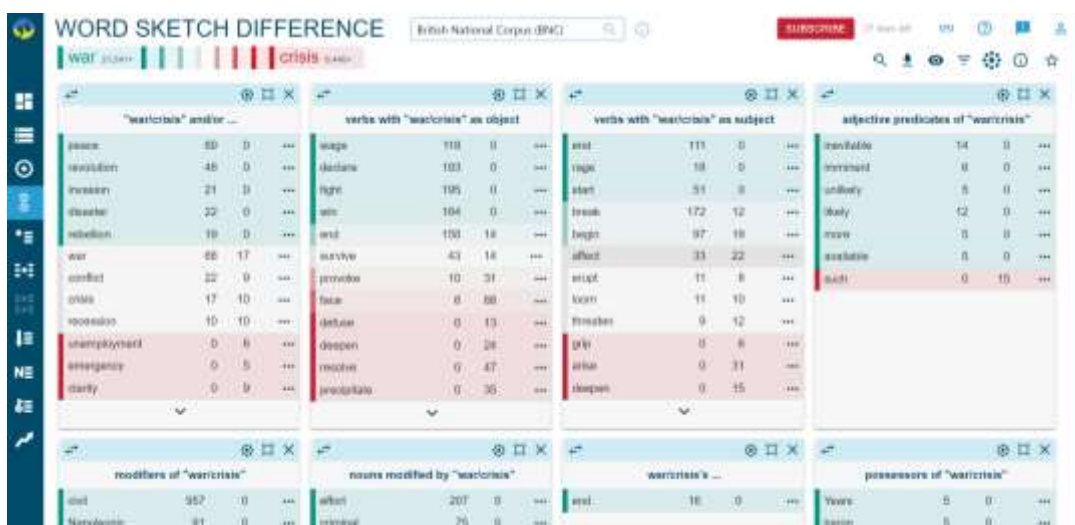 WORD SKETCH DIFFERENCE
British National Corpus (BNC)
SUBSCRIBE
war
crisis
"war/crisis" and/or ...
peace 60 0
revolution 46 0
invasion 21 0
disaster 22 0
rebellion 19 0
war 66 17
conflict 22 9
crisis 17 10
recession 10 10
unemployment 0 6
emergency 0 5
clarity 0 9
verbs with "war/crisis" as object
wage 118 0
declare 103 0
fight 195 0
win 164 0
end 158 14
survive 43 14
provoke 10 31
face 6 88
defuse 0 13
deepen 0 24
resolve 0 47
precipitate 0 35
verbs with "war/crisis" as subject
end 111 0
rage 18 0
start 51 0
break 172 12
begin 97 19
affect 33 22
erupt 11 8
loom 11 10
threaten 9 12
grip 0 8
arise 0 31
deepen 0 15
adjective predicates of "war/crisis"
inevitable 14 0
imminent 6 0
unlikely 5 0
likely 12 0
more 5 0
available 5 0
such 0 15
modifiers of "war/crisis"
civil 957 0
Napoleonic 91 0
nouns modified by "war/crisis"
effort 207 0
criminal 75 0
war/crisis's ...
end 16 0
possessors of "war/crisis"
Years 5 0